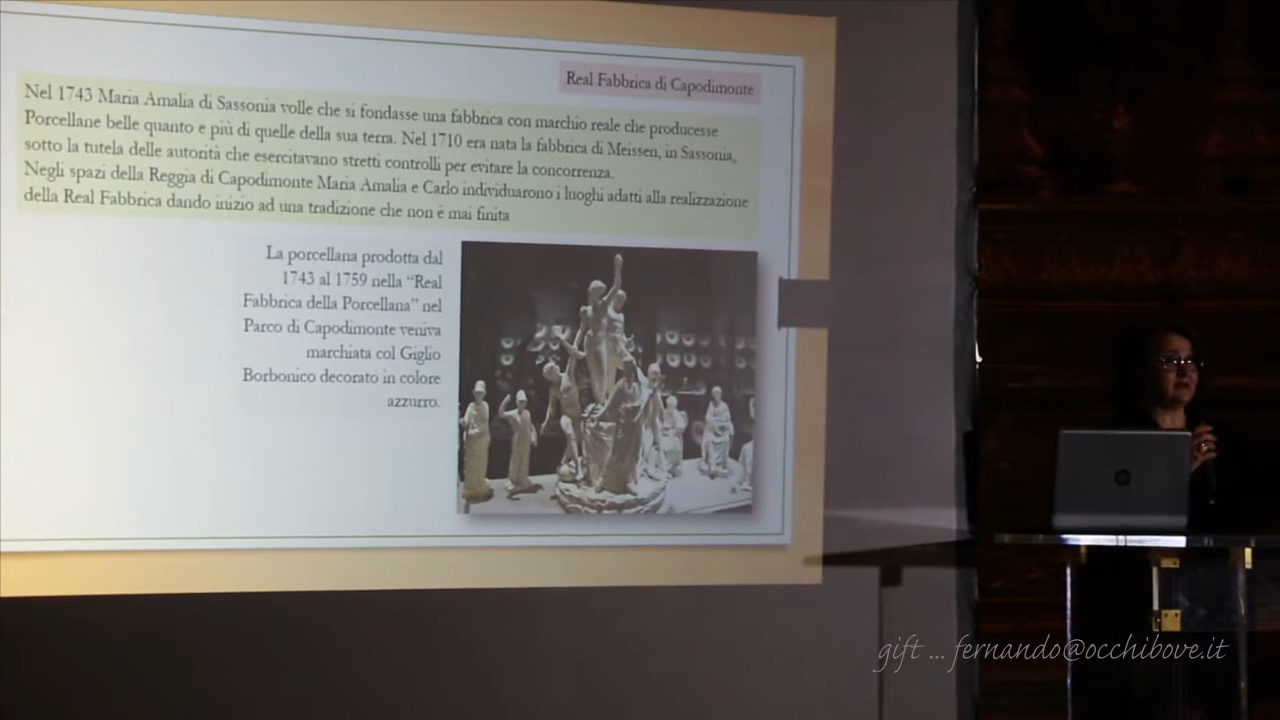 Real Fabbrica di Capodimonte
Nel 1743 Maria Amalia di Sassonia volle che si fondasse una fabbrica con marchio reale che producesse
Porcellane belle quanto e più di quelle della sua terra. Nel 1710 era nata la fabbrica di Meissen, in Sassonia,
sotto la tutela delle autorità che esercitavano stretti controlli per evitare la concorrenza.
Negli spazi della Reggia di Capodimonte Maria Amalia e Carlo individuarono i luoghi adatti alla realizzazione
della Real Fabbrica dando inizio ad una tradizione che non è mai finita
La porcellana prodotta dal
1743 al 1759 nella “Real
Fabbrica della Porcellana” nel
Parco di Capodimonte veniva
marchiata col Giglio
Borbonico decorato in colore
azzurro.
gift ... fernando@occhibove.it